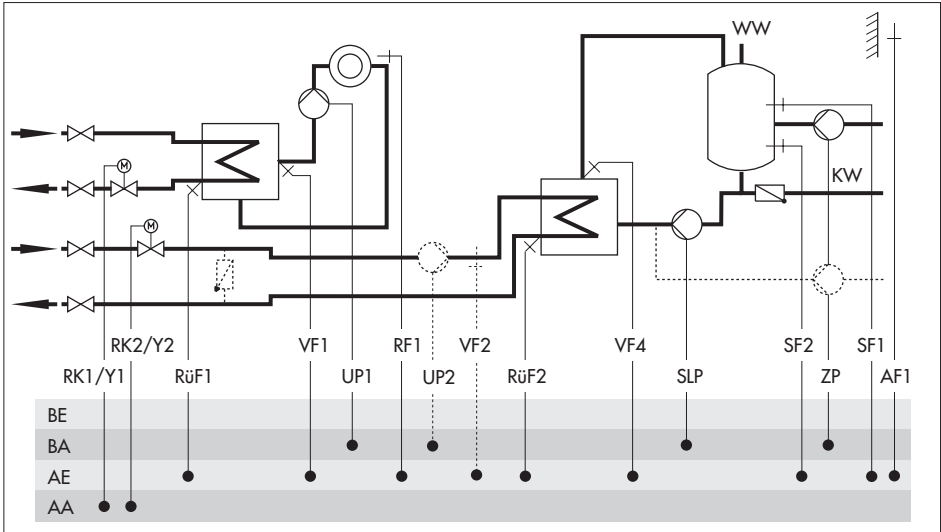 WW
M
KW
M
RK2/Y2 VF1 RF1 VF2 VF4 SF2 SF1
RK1/Y1 RüF1 UP1 UP2 RüF2 SLP ZP AF1
BE
BA
AE
AA